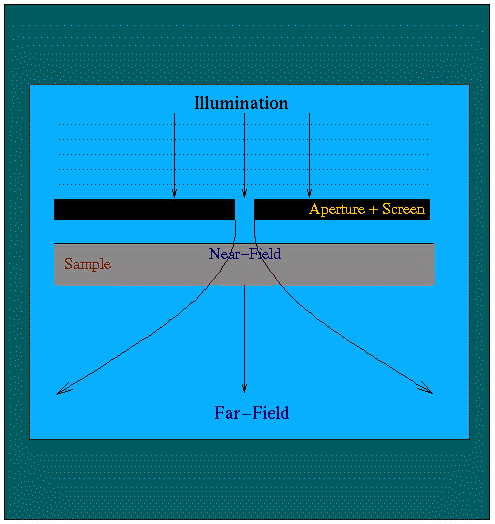 Illumination
Aperture + Screen
Near-Field
Sample
Far-Field